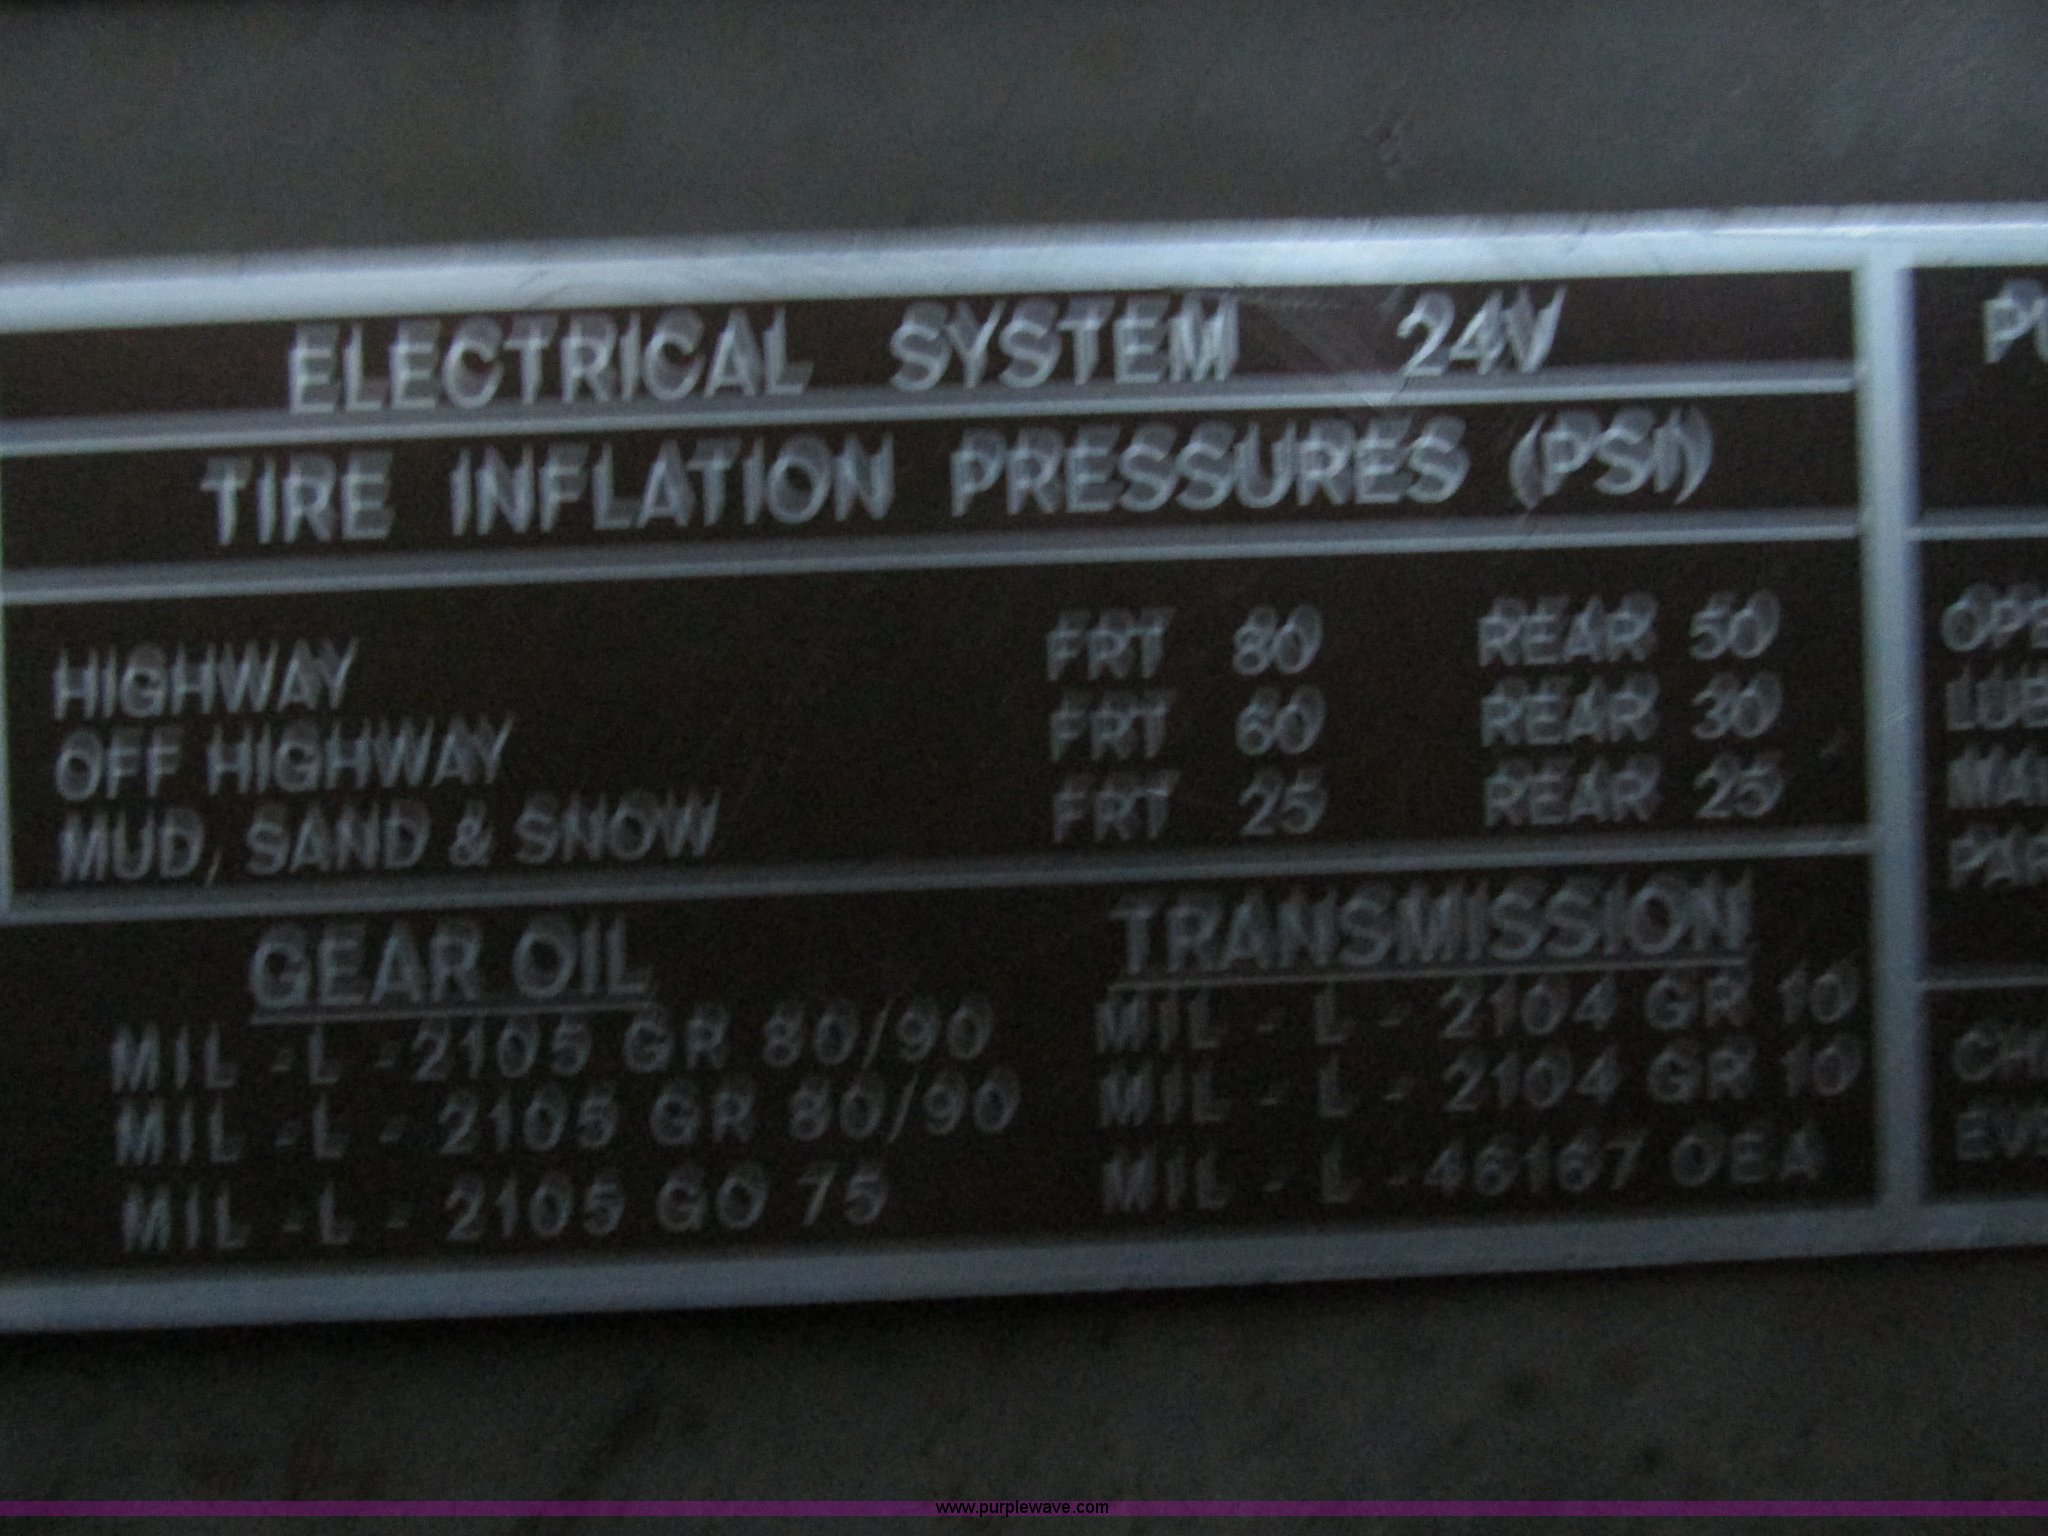 ELECTRICAL SYSTEM 24V
TIRE INFLATION PRESSURES (PSI)
HIGHWAY FRT 80 REAR 50
OFF HIGHWAY FRT 60 REAR 30
MUD, SAND & SNOW FRT 25 REAR 25
GEAR OIL TRANSMISSION
MIL - L - 2105 GR 80/90 MIL - L - 2104 GR 10
MIL - L - 2105 GR 80/90 MIL - L - 2104 GR 10
MIL - L - 2105 GO 75 MIL - L - 46167 OEA
www.purplewave.com